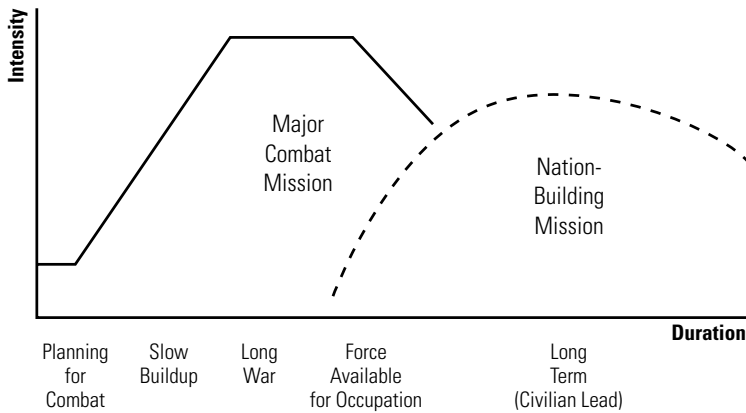 Intensity
Major
Combat
Mission
Nation-
Building
Mission
Duration
Planning
for
Combat
Slow
Buildup
Long
War
Force
Available
for Occupation
Long
Term
(Civilian Lead)